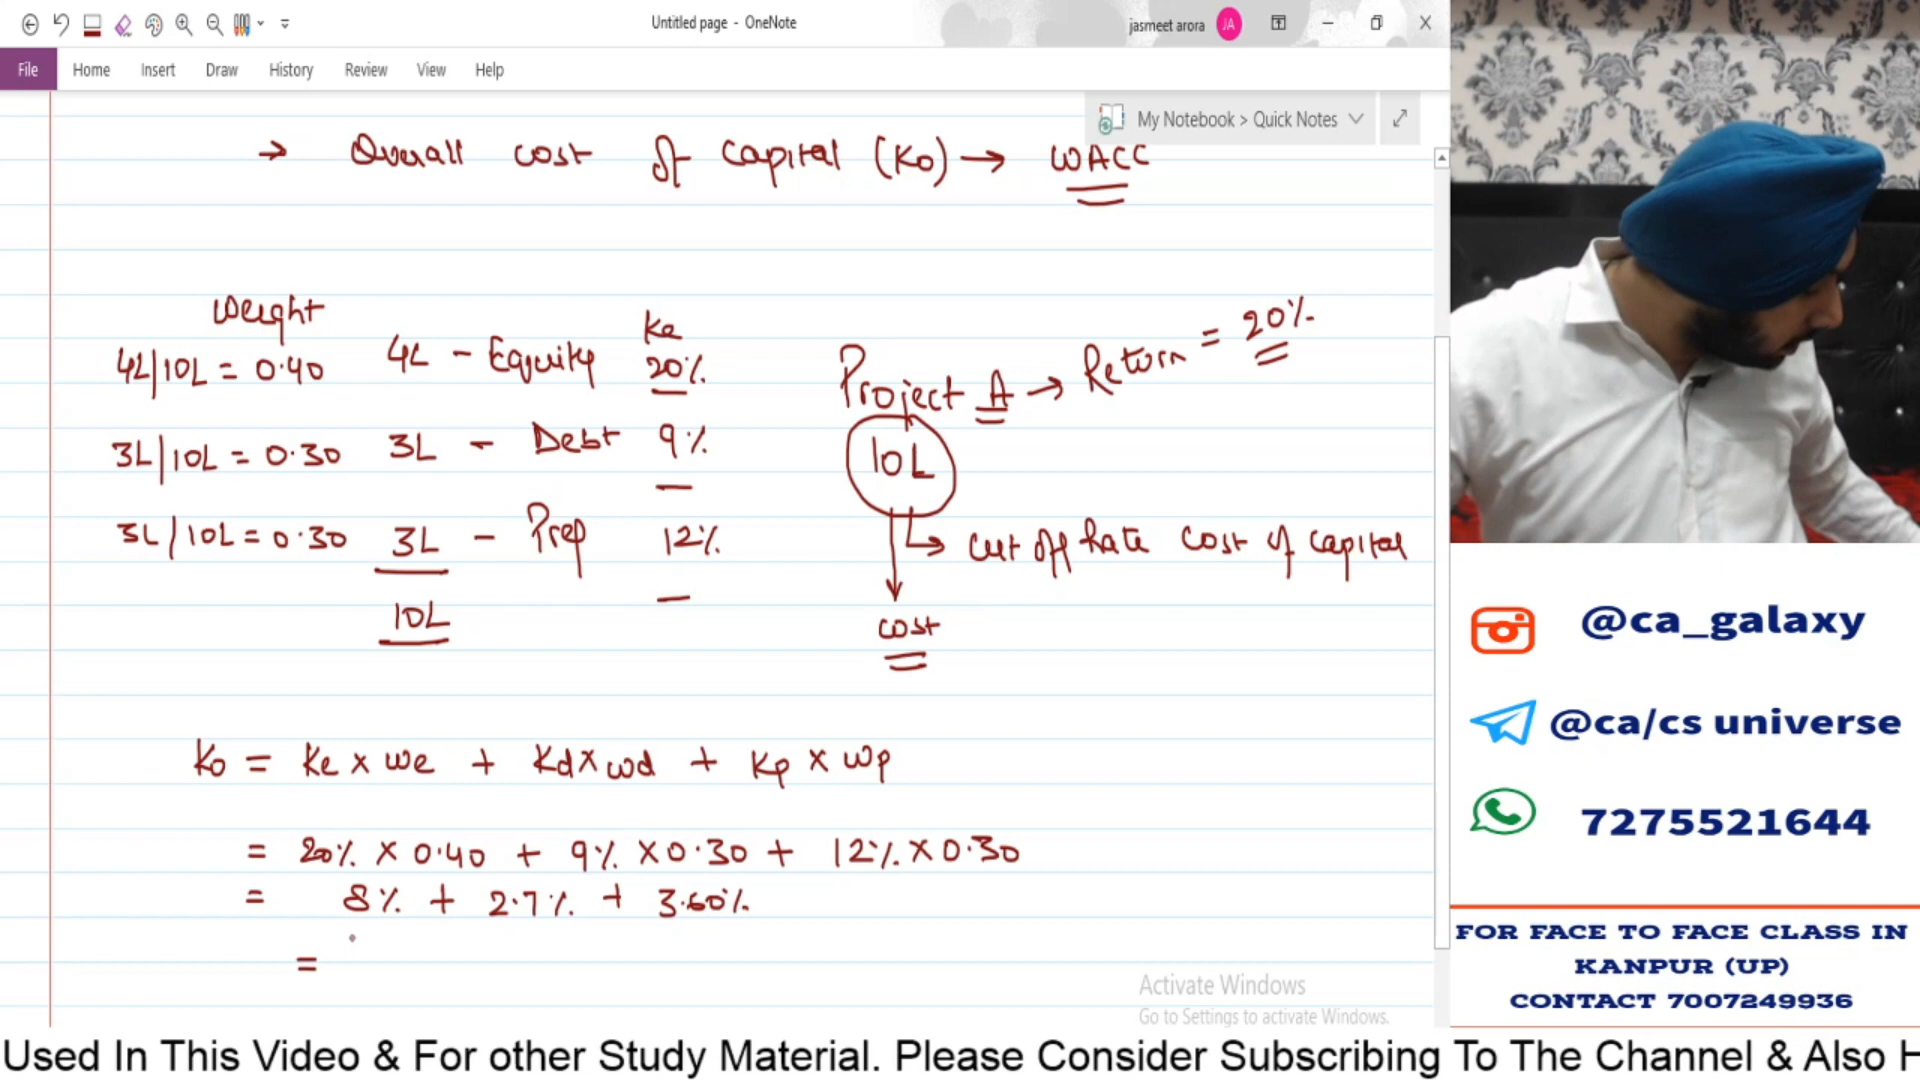 Untitled page - OneNote
jasmeet arora
JA
File Home Insert Draw History Review View Help
My Notebook > Quick Notes
→ Overall cost of capital (Ko) → WACC
Weight
Ke
4L/10L = 0.40 4L - Equity 20%
Project A → Return = 20%
3L/10L = 0.30 3L - Debt 9%
10L
3L/10L = 0.30 3L - Pref 12%
cut off Rate cost of capital
10L
cost
Ko = Ke x we + Kd x wd + Kp x wp
= 20% x 0.40 + 9% x 0.30 + 12% x 0.30
= 8% + 2.7% + 3.60%
=
Activate Windows
Go to Settings to activate Windows.
@ca_galaxy
@ca/cs universe
7275521644
FOR FACE TO FACE CLASS IN
KANPUR (UP)
CONTACT 7007249936
Used In This Video & For other Study Material. Please Consider Subscribing To The Channel & Also H